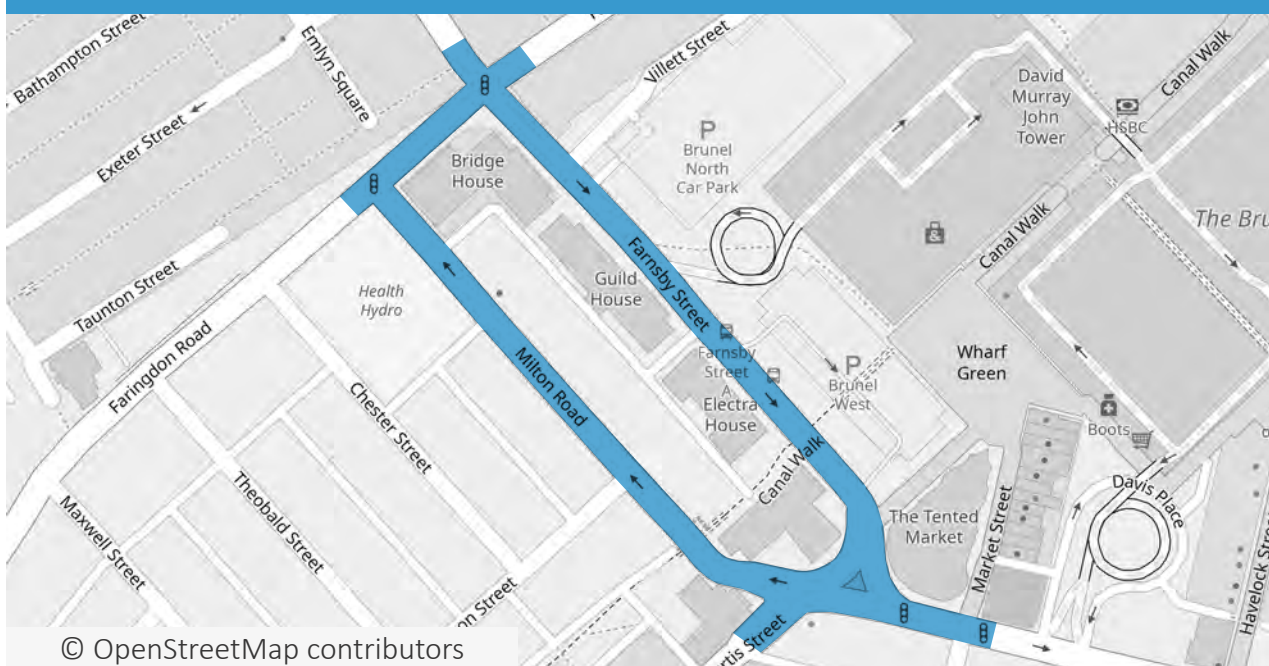 Bathampton Street
Emlyn Square
Exeter Street
Villett Street
Canal Walk
David
Murray
John
Tower
HSBC
P
Brunel
North
Car Park
Bridge
House
The Bru
Canal Walk
Farnsby Street
Guild
House
Taunton Street
Health
Hydro
Faringdon Road
Milton Road
Farnsby
Street
A
P
Brunel
West
Wharf
Green
Electra
House
Chester Street
Boots
Canal Walk
Davis Place
Theobald Street
Maxwell Street
The Tented
Market
Market Street
Havelock Stre
on Street
rtis Street
© OpenStreetMap contributors